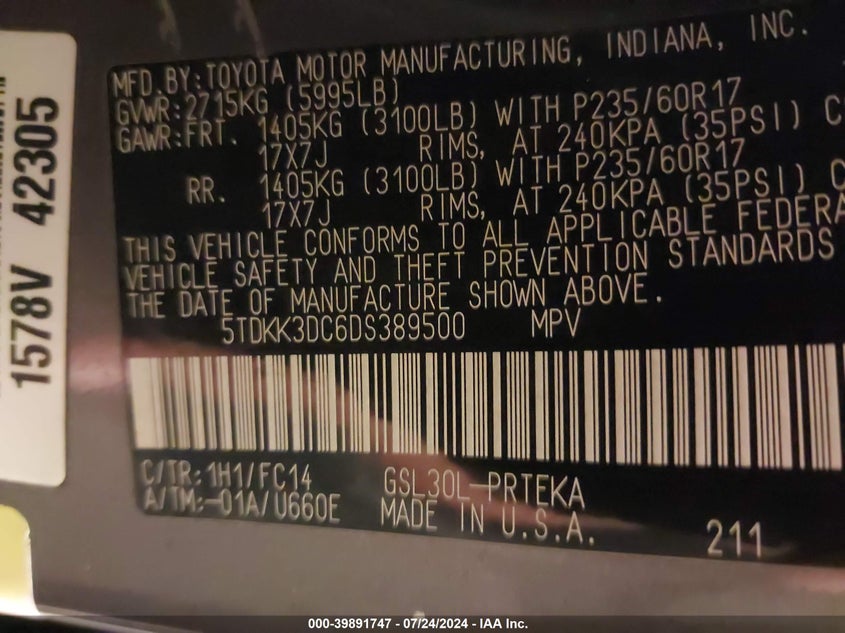 MFD.BY:TOYOTA MOTOR MANUFACTURING, INDIANA, INC.
GVWR:2715KG (5995LB)
GAWR:FRT. 1405KG (3100LB) WITH P235/60R17
17X7J RIMS, AT 240KPA (35PSI)
RR. 1405KG (3100LB) WITH P235/60R17
17X7J RIMS, AT 240KPA (35PSI)
THIS VEHICLE CONFORMS TO ALL APPLICABLE FEDERA
VEHICLE SAFETY AND THEFT PREVENTION STANDARDS
THE DATE OF MANUFACTURE SHOWN ABOVE.
5TDKK3DC6DS389500 MPV
C/TR:1H1/FC14 GSL30L-PRTEKA
A/TM:-01A/U660E MADE IN U.S.A.
211
1578V 42305
000-39891747 - 07/24/2024 - IAA Inc.